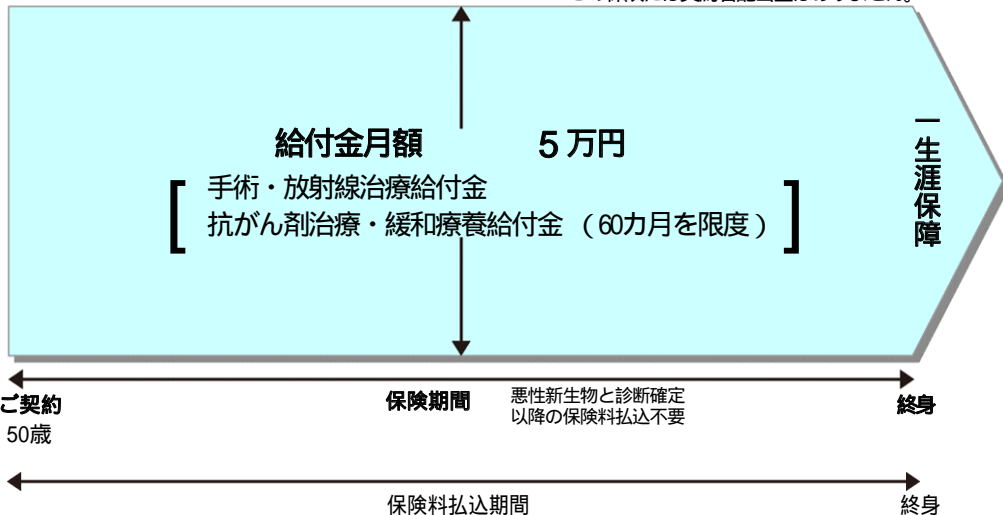 給付金月額 5万円
手術・放射線治療給付金
抗がん剤治療・緩和療養給付金 (60カ月を限度)
一生涯保障
ご契約
50歳
保険期間
悪性新生物と診断確定
以降の保険料払込不要
終身
保険料払込期間
終身